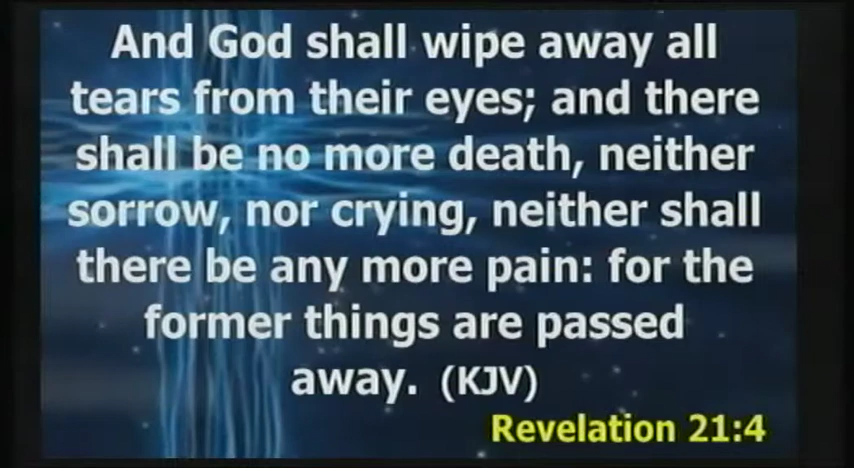 And God shall wipe away all
tears from their eyes; and there
shall be no more death, neither
sorrow, nor crying, neither shall
there be any more pain: for the
former things are passed
away. (KJV)
Revelation 21:4